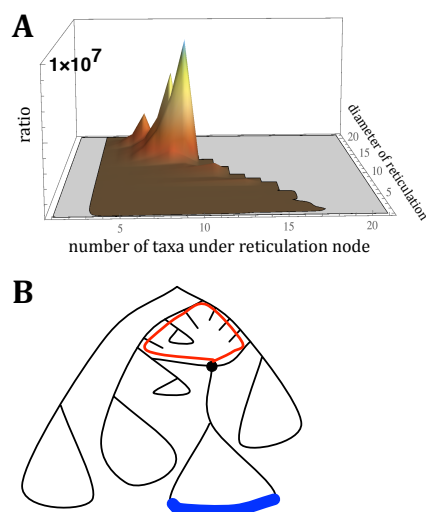 A
1×10⁷
ratio
diameter of reticulation
20
15
10
5
5
10
15
20
number of taxa under reticulation node
B